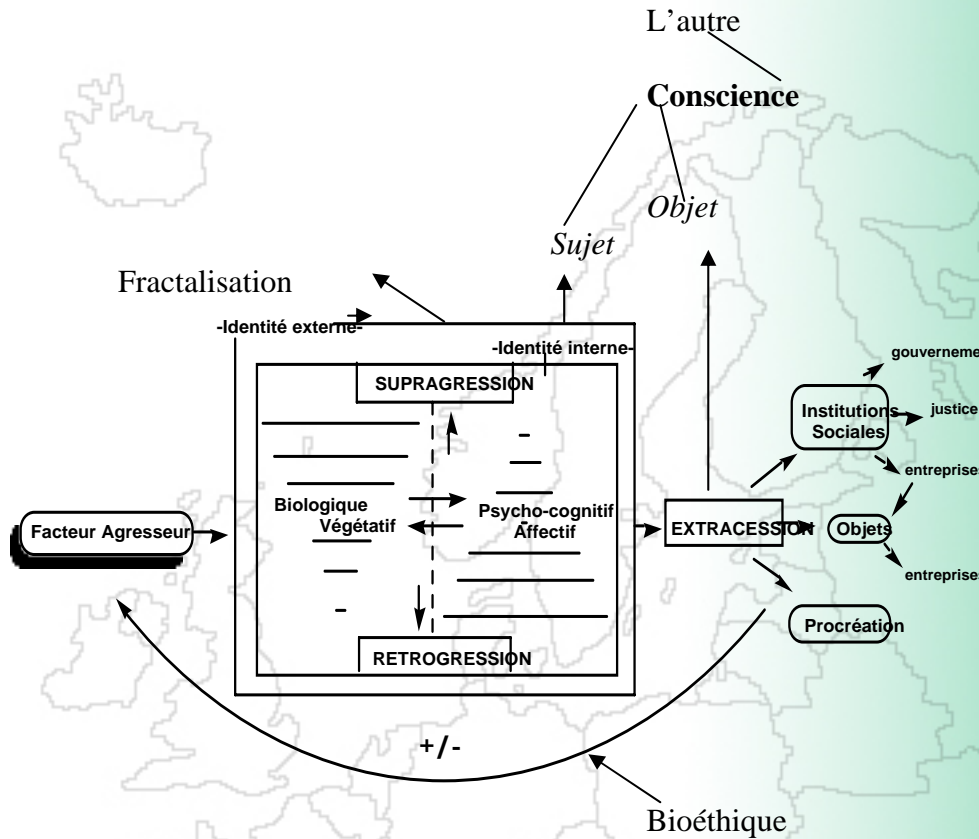 L’autre
Conscience
Objet
Sujet
Fractalisation
-Identité externe-
-Identité interne-
SUPRAGRESSION
gouverneme
Institutions
Sociales
justice
entreprises
Biologique
Végétatif
Psycho-cognitif
Affectif
Facteur Agresseur
EXTRACESSION
Objets
entreprises
Procréation
RETROGRESSION
+/-
Bioéthique